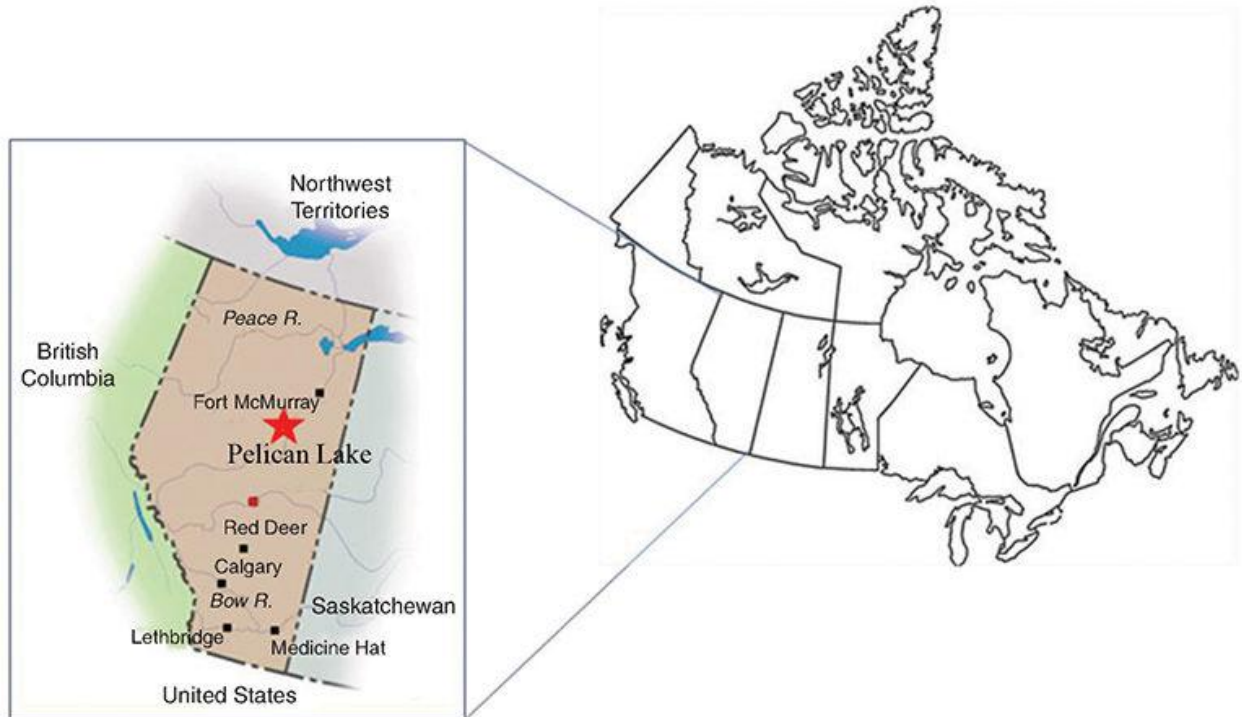 Northwest
Territories
Peace R.
British
Columbia
Fort McMurray
Pelican Lake
Red Deer
Calgary
Bow R.
Saskatchewan
Lethbridge
Medicine Hat
United States